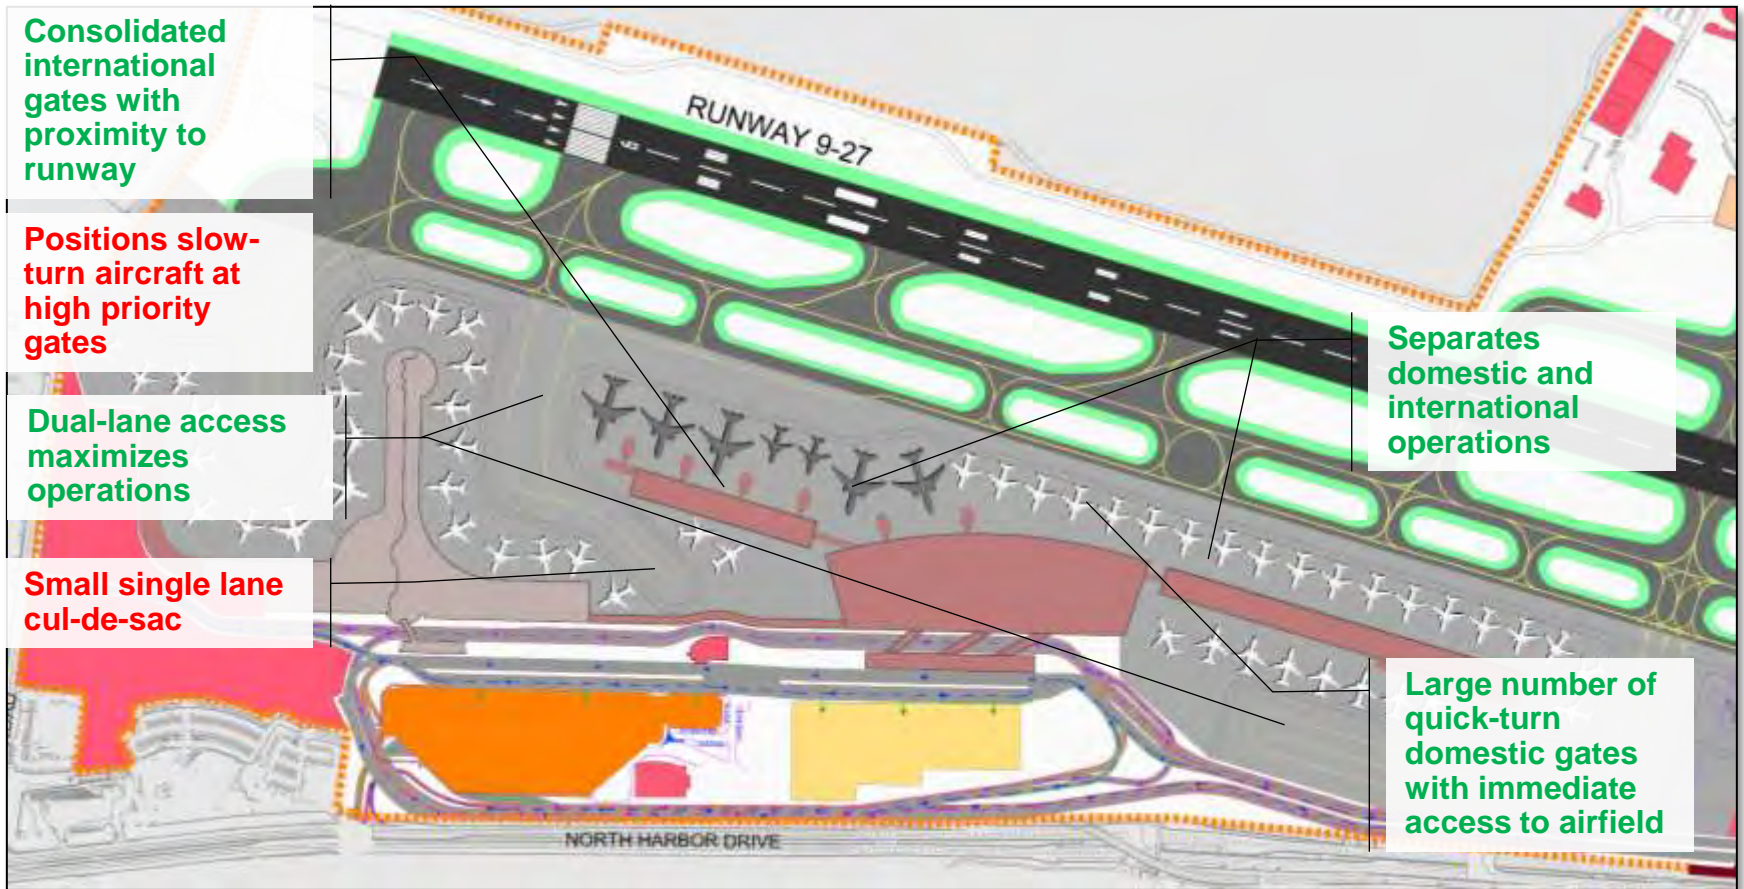 Consolidated
international
gates with
proximity to
runway
Positions slow-
turn aircraft at
high priority
gates
Dual-lane access
maximizes
operations
Small single lane
cul-de-sac
RUNWAY 9-27
Separates
domestic and
international
operations
Large number of
quick-turn
domestic gates
with immediate
access to airfield
NORTH HARBOR DRIVE